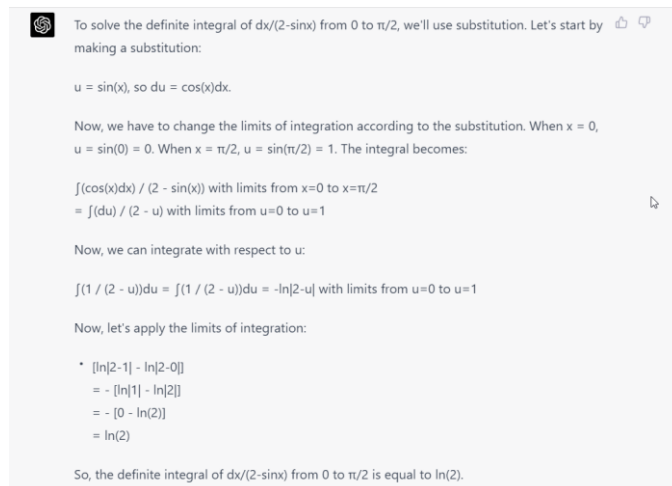 To solve the definite integral of dx/(2-sinx) from 0 to π/2, we'll use substitution. Let's start by
making a substitution:
u = sin(x), so du = cos(x)dx.
Now, we have to change the limits of integration according to the substitution. When x = 0,
u = sin(0) = 0. When x = π/2, u = sin(π/2) = 1. The integral becomes:
∫(cos(x)dx) / (2 - sin(x)) with limits from x=0 to x=π/2
= ∫(du) / (2 - u) with limits from u=0 to u=1
Now, we can integrate with respect to u:
∫(1 / (2 - u))du = ∫(1 / (2 - u))du = -ln|2-u| with limits from u=0 to u=1
Now, let's apply the limits of integration:
• [ln|2-1| - ln|2-0|]
= - [ln|1| - ln|2|]
= - [0 - ln(2)]
= ln(2)
So, the definite integral of dx/(2-sinx) from 0 to π/2 is equal to ln(2).